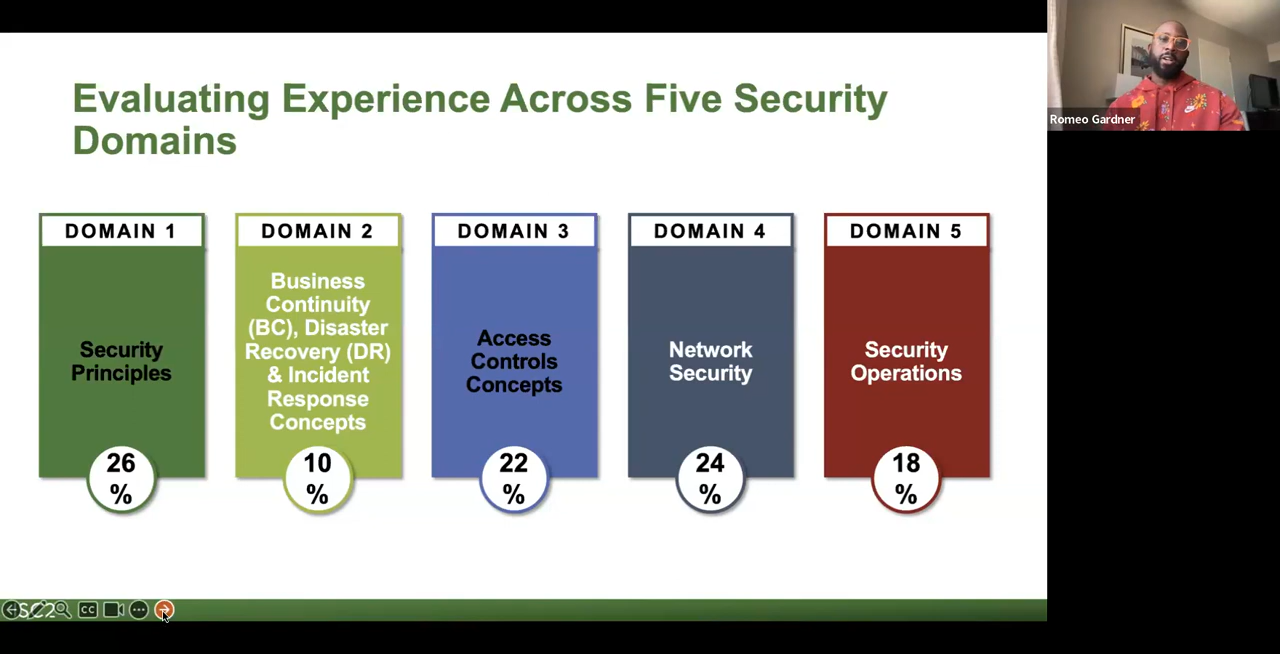 Evaluating Experience Across Five Security
Domains
Romeo Gardner
DOMAIN 1
Security
Principles
26
%
DOMAIN 2
Business
Continuity
(BC), Disaster
Recovery (DR)
& Incident
Response
Concepts
10
%
DOMAIN 3
Access
Controls
Concepts
22
%
DOMAIN 4
Network
Security
24
%
DOMAIN 5
Security
Operations
18
%
SC2
CC